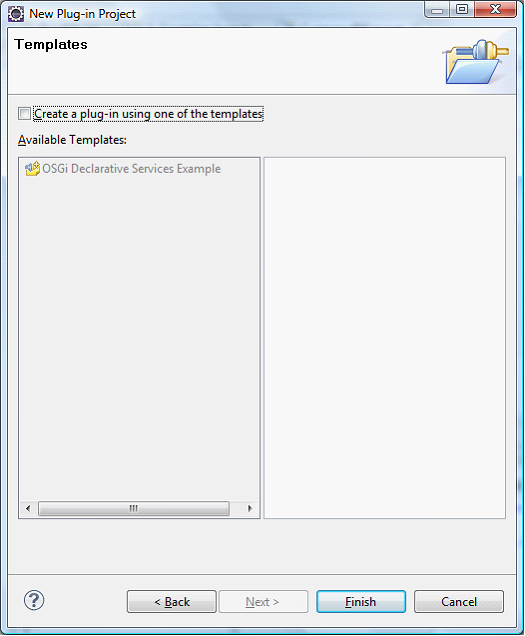 New Plug-in Project
Templates
Create a plug-in using one of the templates
Available Templates:
OSGi Declarative Services Example
?
< Back
Next >
Finish
Cancel